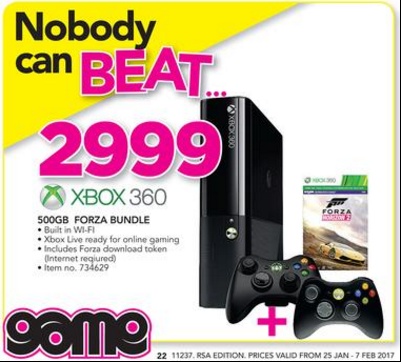 Nobody
can BEAT...
2999
XBOX 360
500GB FORZA BUNDLE
• Built in WI-FI
• Xbox Live ready for online gaming
• Includes Forza download token
(Internet reqiured)
• Item no. 734629
XBOX 360
XBOX 360
FORZA
HORIZON 2
+
game
22 11237. RSA EDITION. PRICES VALID FROM 25 JAN - 7 FEB 2017